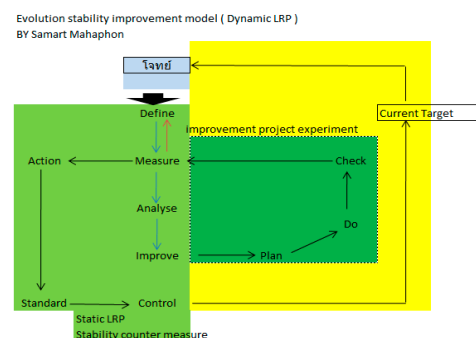 Evolution stability improvement model ( Dynamic LRP )
BY Samart Mahaphon
โจทย์
Define
Current Target
Improvement project experiment
Action
Measure
Check
Analyse
Do
Improve
Plan
Standard
Control
Static LRP
Stability counter measure